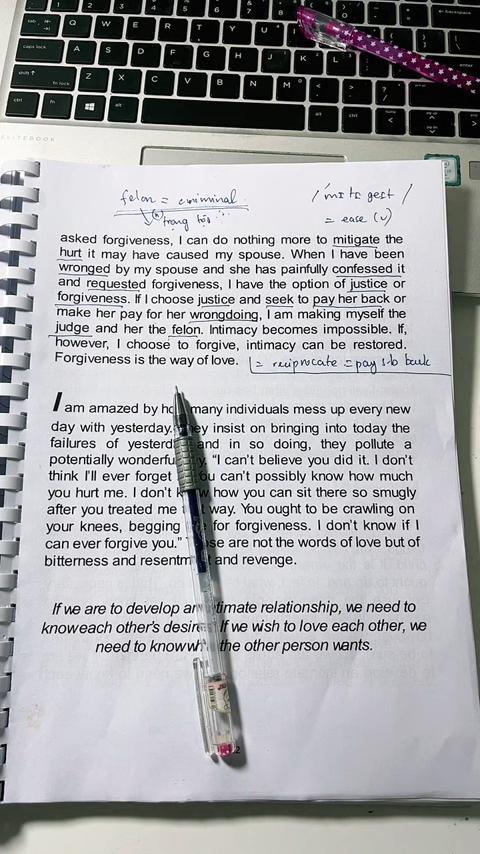 ELITEBOOK
felon = criminal
trọng tội
= ease (v)
asked forgiveness, I can do nothing more to mitigate the
hurt it may have caused my spouse. When I have been
wronged by my spouse and she has painfully confessed it
and requested forgiveness, I have the option of justice or
forgiveness. If I choose justice and seek to pay her back or
make her pay for her wrongdoing, I am making myself the
judge and her the felon. Intimacy becomes impossible. If,
however, I choose to forgive, intimacy can be restored.
Forgiveness is the way of love.
= reciprocate = pay s.b back
I am amazed by how many individuals mess up every new
day with yesterday. They insist on bringing into today the
failures of yesterday and in so doing, they pollute a
potentially wonderful day. “I can’t believe you did it. I don’t
think I’ll ever forget it. You can’t possibly know how much
you hurt me. I don’t know how you can sit there so smugly
after you treated me that way. You ought to be crawling on
your knees, begging me for forgiveness. I don’t know if I
can ever forgive you.” Those are not the words of love but of
bitterness and resentment and revenge.
If we are to develop an intimate relationship, we need to
knoweach other’s desires. If we wish to love each other, we
need to knowwhat the other person wants.